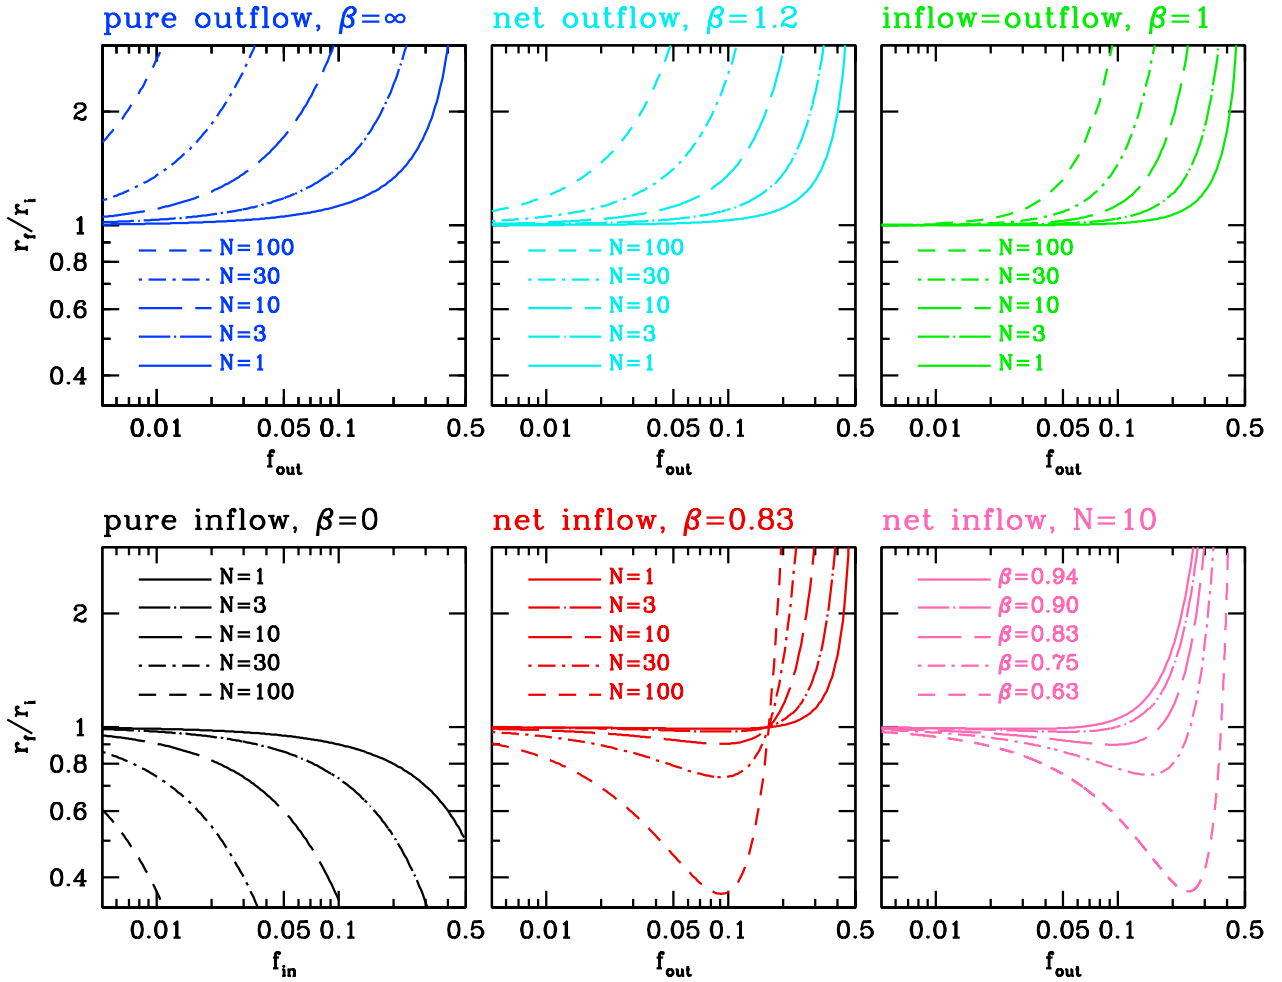 pure outflow, β=∞
net outflow, β=1.2
inflow=outflow, β=1
2
1
0.8
0.6
0.4
r_f/r_i
N=100
N=30
N=10
N=3
N=1
N=100
N=30
N=10
N=3
N=1
N=100
N=30
N=10
N=3
N=1
0.01 0.05 0.1 0.5
0.01 0.05 0.1 0.5
0.01 0.05 0.1 0.5
f_out
f_out
f_out
pure inflow, β=0
net inflow, β=0.83
net inflow, N=10
2
1
0.8
0.6
0.4
r_f/r_i
N=1
N=3
N=10
N=30
N=100
N=1
N=3
N=10
N=30
N=100
β=0.94
β=0.90
β=0.83
β=0.75
β=0.63
0.01 0.05 0.1 0.5
0.01 0.05 0.1 0.5
0.01 0.05 0.1 0.5
f_in
f_out
f_out